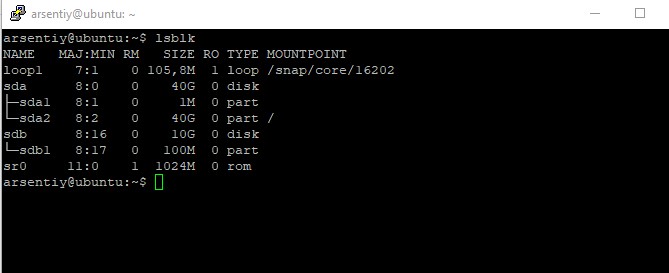 arsentiy@ubuntu: ~
arsentiy@ubuntu:~$ lsblk
NAME   MAJ:MIN RM   SIZE RO TYPE MOUNTPOINT
loop1    7:1    0 105,8M  1 loop /snap/core/16202
sda      8:0    0    40G  0 disk
├─sda1   8:1    0     1M  0 part
└─sda2   8:2    0    40G  0 part /
sdb      8:16   0    10G  0 disk
└─sdb1   8:17   0   100M  0 part
sr0     11:0    1  1024M  0 rom
arsentiy@ubuntu:~$